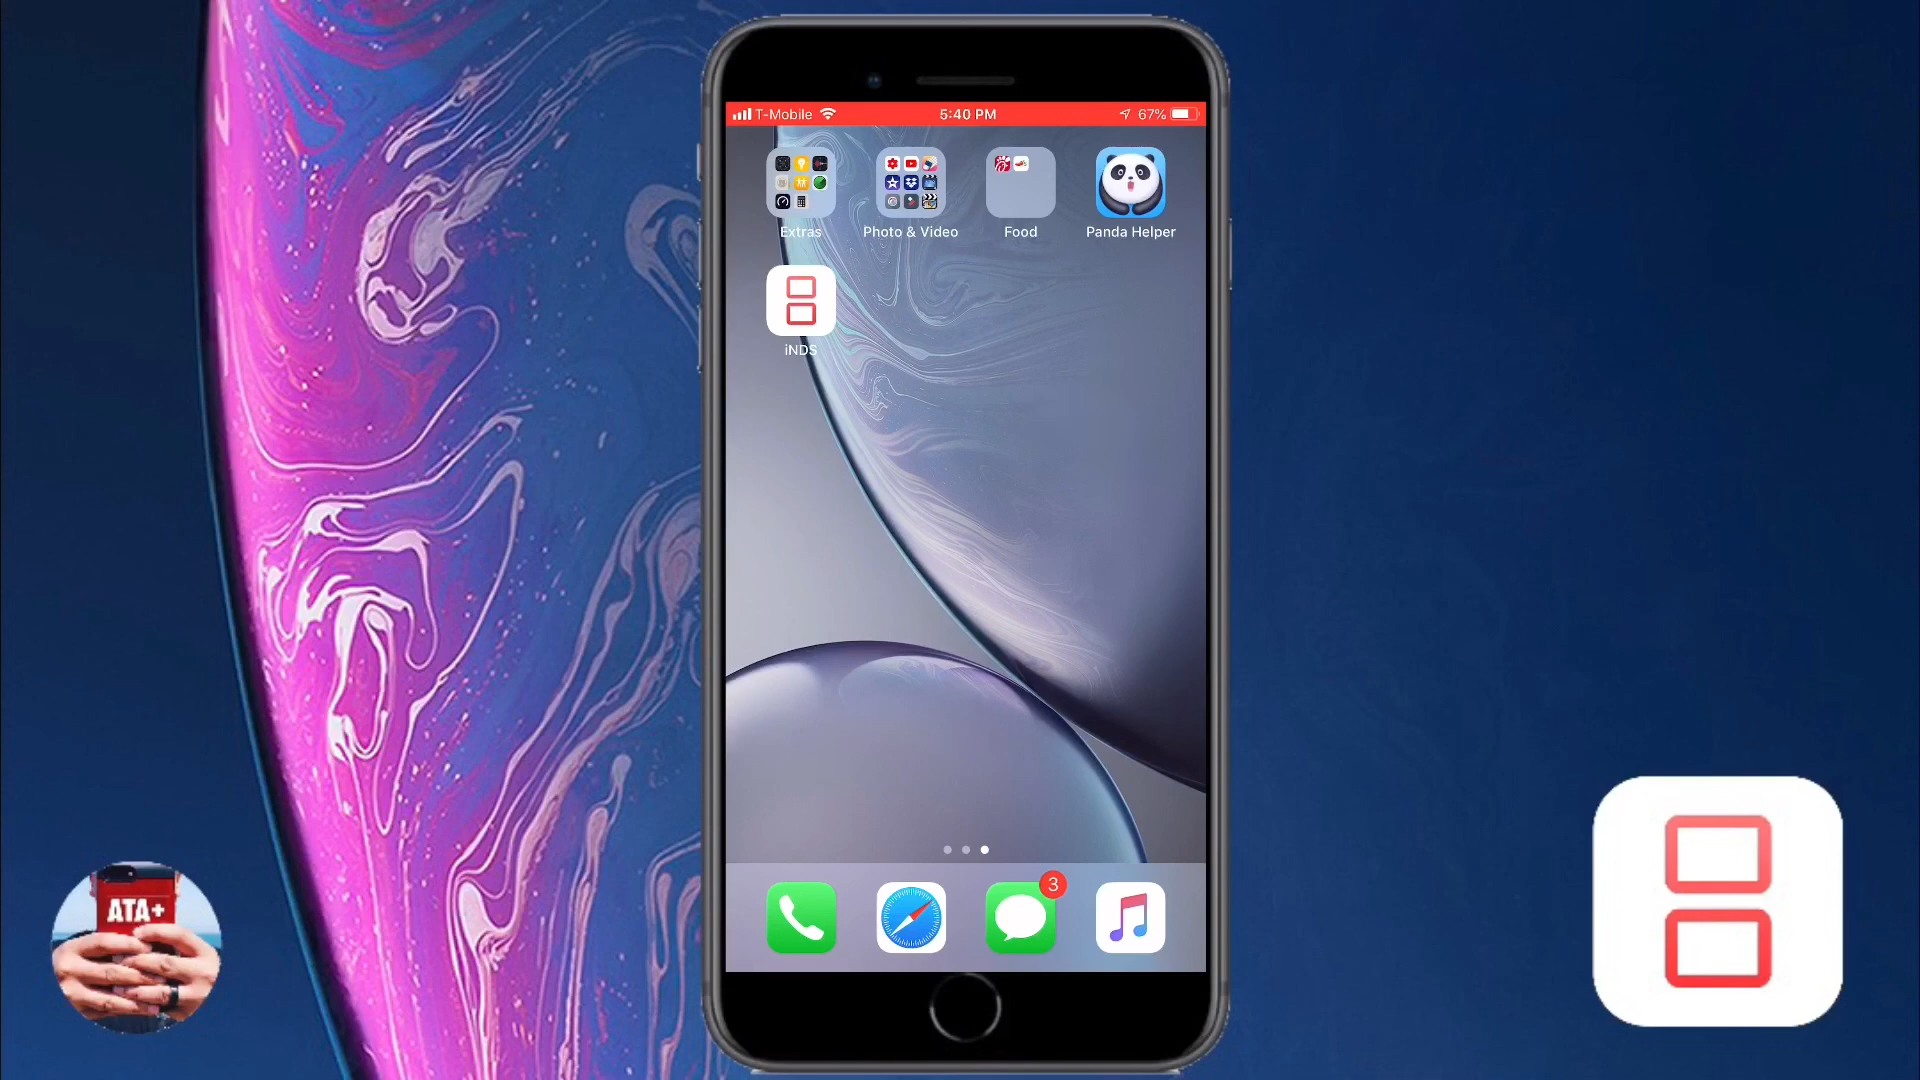 T-Mobile 5:40 PM 67%
Extras Photo & Video Food Panda Helper
iNDS
3
ATA+